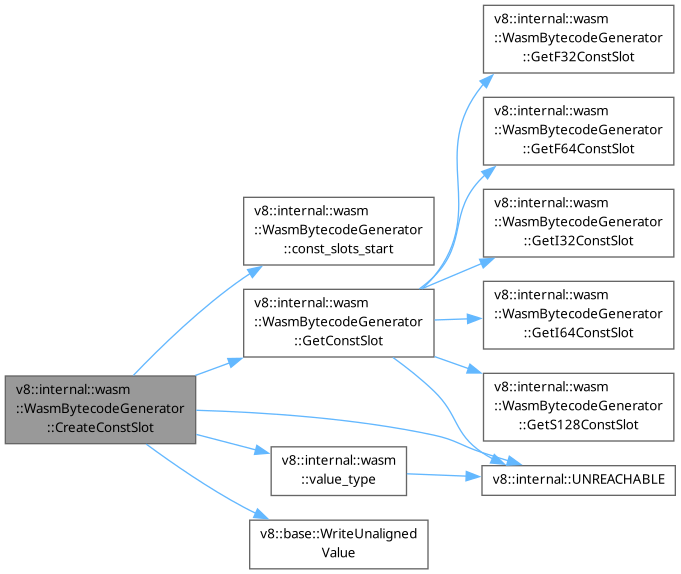 v8::internal::wasm
::WasmBytecodeGenerator
::GetF32ConstSlot
v8::internal::wasm
::WasmBytecodeGenerator
::GetF64ConstSlot
v8::internal::wasm
::WasmBytecodeGenerator
::GetI32ConstSlot
v8::internal::wasm
::WasmBytecodeGenerator
::const_slots_start
v8::internal::wasm
::WasmBytecodeGenerator
::GetConstSlot
v8::internal::wasm
::WasmBytecodeGenerator
::GetI64ConstSlot
v8::internal::wasm
::WasmBytecodeGenerator
::CreateConstSlot
v8::internal::wasm
::WasmBytecodeGenerator
::GetS128ConstSlot
v8::internal::wasm
::value_type
v8::internal::UNREACHABLE
v8::base::WriteUnaligned
Value